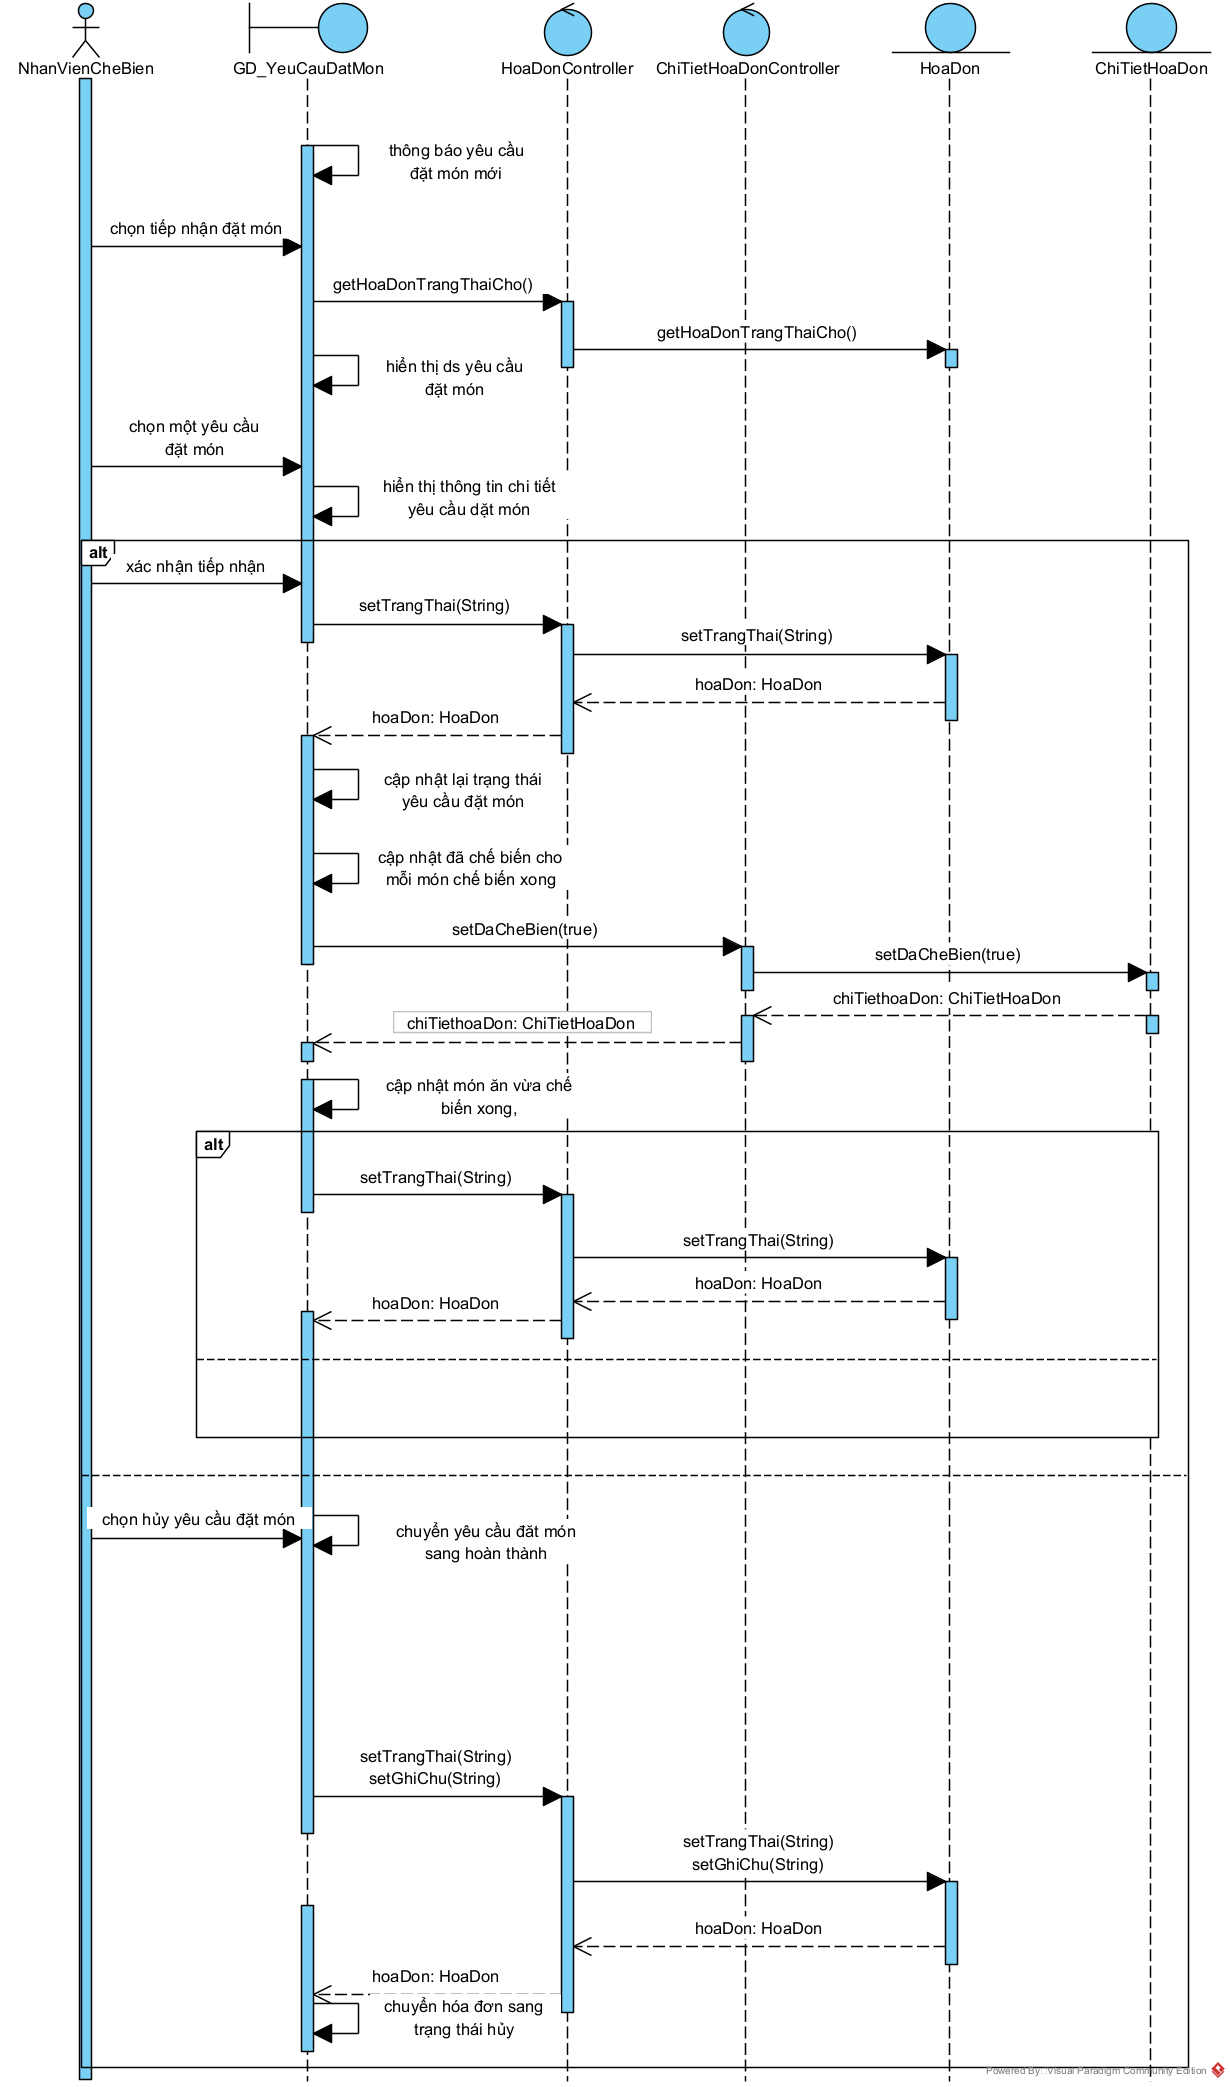 NhanVienCheBien
GD_YeuCauDatMon
HoaDonController
ChiTietHoaDonController
HoaDon
ChiTietHoaDon
thông báo yêu cầu
đặt món mới
chọn tiếp nhận đặt món
getHoaDonTrangThaiCho()
getHoaDonTrangThaiCho()
hiển thị ds yêu cầu
đặt món
chọn một yêu cầu
đặt món
hiển thị thông tin chi tiết
yêu cầu dặt món
alt
xác nhận tiếp nhận
setTrangThai(String)
setTrangThai(String)
hoaDon: HoaDon
hoaDon: HoaDon
cập nhật lại trạng thái
yêu cầu đặt món
cập nhật đã chế biến cho
mỗi món chế biến xong
setDaCheBien(true)
setDaCheBien(true)
chiTiethoaDon: ChiTietHoaDon
chiTiethoaDon: ChiTietHoaDon
cập nhật món ăn vừa chế
biến xong,
alt
setTrangThai(String)
setTrangThai(String)
hoaDon: HoaDon
hoaDon: HoaDon
chọn hủy yêu cầu đặt món
chuyển yêu cầu đăt món
sang hoàn thành
setTrangThai(String)
setGhiChu(String)
setTrangThai(String)
setGhiChu(String)
hoaDon: HoaDon
hoaDon: HoaDon
chuyển hóa đơn sang
trạng thái hủy
Powered By Visual Paradigm Community Edition